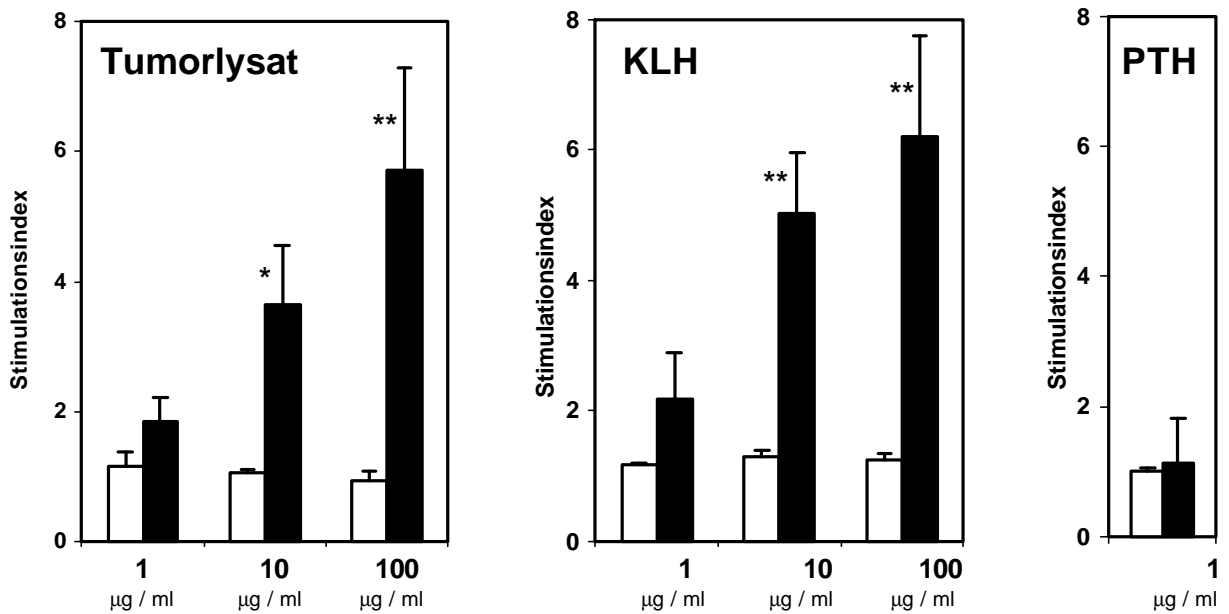 Tumorlysat
Stimulationsindex
8
6
4
2
0
*
**
1 10 100
µg / ml µg / ml µg / ml
KLH
Stimulationsindex
8
6
4
2
0
**
**
1 10 100
µg / ml µg / ml µg / ml
PTH
Stimulationsindex
8
6
4
2
0
1
µg / ml